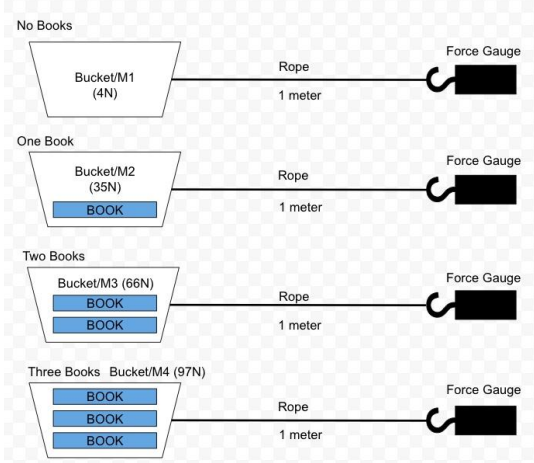 No Books
Force Gauge
Bucket/M1
(4N)
Rope
1 meter
One Book
Force Gauge
Bucket/M2
(35N)
BOOK
Rope
1 meter
Two Books
Force Gauge
Bucket/M3 (66N)
BOOK
BOOK
Rope
1 meter
Three Books Bucket/M4 (97N)
Force Gauge
BOOK
BOOK
BOOK
Rope
1 meter